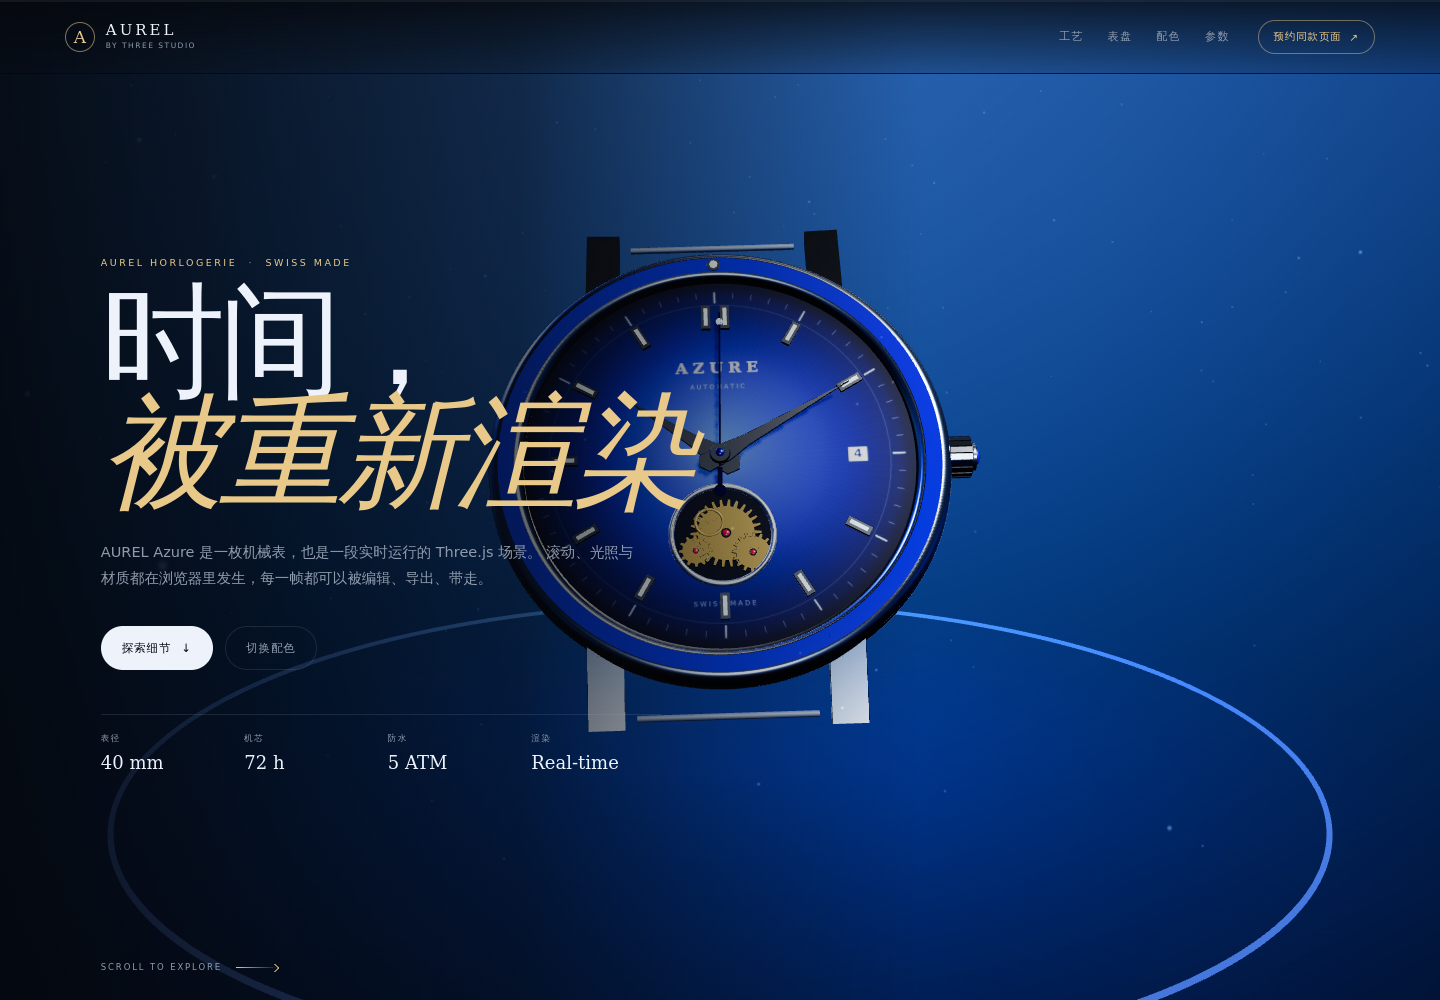 A
AUREL
BY THREE STUDIO
工艺
表盘
配色
参数
预约同款页面 ↗
AUREL HORLOGERIE · SWISS MADE
时间，
被重新渲染
AZURE
AUTOMATIC
4
SWISS MADE
AUREL Azure 是一枚机械表，也是一段实时运行的 Three.js 场景。 滚动、光照与
材质都在浏览器里发生，每一帧都可以被编辑、导出、带走。
探索细节 ↓
切换配色
表径
40 mm
机芯
72 h
防水
5 ATM
渲染
Real-time
SCROLL TO EXPLORE